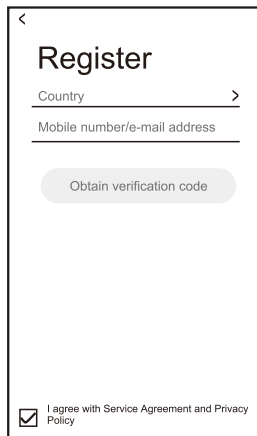 Register
Country
Mobile number/e-mail address
Obtain verification code
I agree with Service Agreement and Privacy
Policy